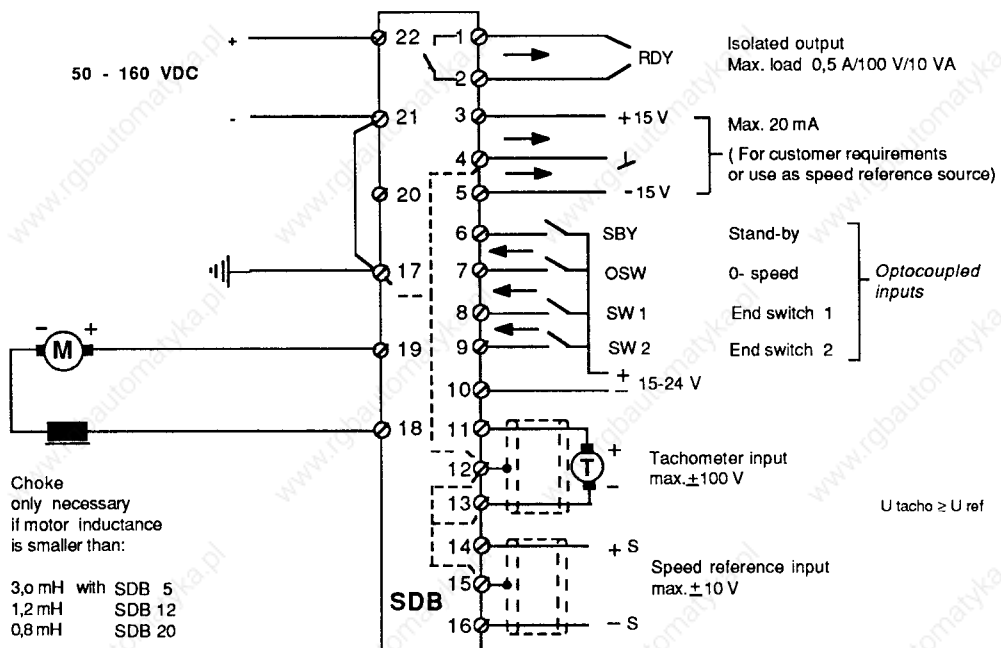 22 1
+
RDY
Isolated output
Max. load 0,5 A/100 V/10 VA
50 - 160 VDC
2
21 3
-
+15 V
Max. 20 mA
4
( For customer requirements
or use as speed reference source)
20 5
-15 V
6 SBY Stand-by
17 7 OSW 0- speed
Optocoupled
inputs
8 SW 1 End switch 1
- M +
19 9 SW 2 End switch 2
+
10 - 15-24 V
18 11
12 T + -
Tachometer input
max.±100 V
13
U tacho ≥ U ref
Choke
only necessary
if motor inductance
is smaller than:
14 + S
Speed reference input
max.±10 V
15
3,o mH with SDB 5
1,2 mH SDB 12
0,8 mH SDB 20
SDB
16 - S
www.rgbautomatyka.pl